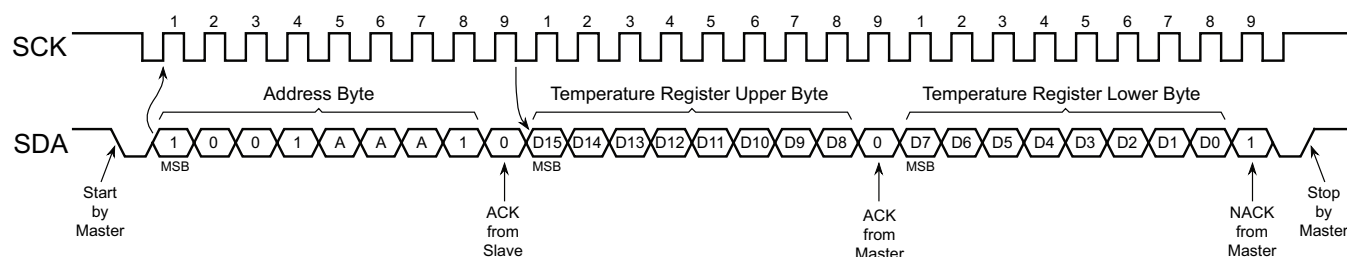 1 2 3 4 5 6 7 8 9 1 2 3 4 5 6 7 8 9 1 2 3 4 5 6 7 8 9
SCK
Address Byte Temperature Register Upper Byte Temperature Register Lower Byte
SDA 1 0 0 1 A A A 1 0 D15 D14 D13 D12 D11 D10 D9 D8 0 D7 D6 D5 D4 D3 D2 D1 D0 1
MSB MSB MSB
Start
by
Master
ACK
from
Slave
ACK
from
Master
NACK
from
Master
Stop
by
Master